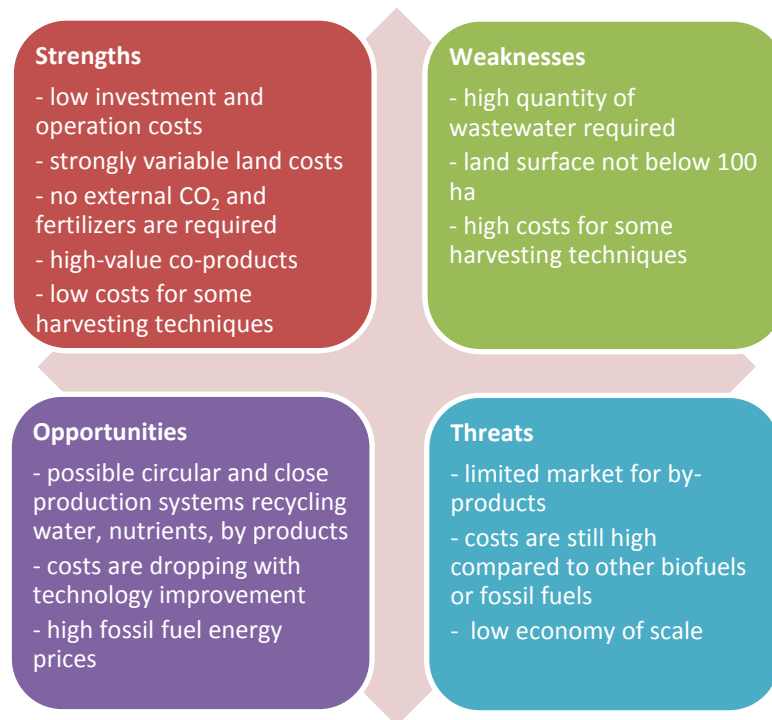 Strengths
- low investment and
operation costs
- strongly variable land costs
- no external CO₂ and
fertilizers are required
- high-value co-products
- low costs for some
harvesting techniques
Weaknesses
- high quantity of
wastewater required
- land surface not below 100
ha
- high costs for some
harvesting techniques
Opportunities
- possible circular and close
production systems recycling
water, nutrients, by products
- costs are dropping with
technology improvement
- high fossil fuel energy
prices
Threats
- limited market for by-
products
- costs are still high
compared to other biofuels
or fossil fuels
- low economy of scale